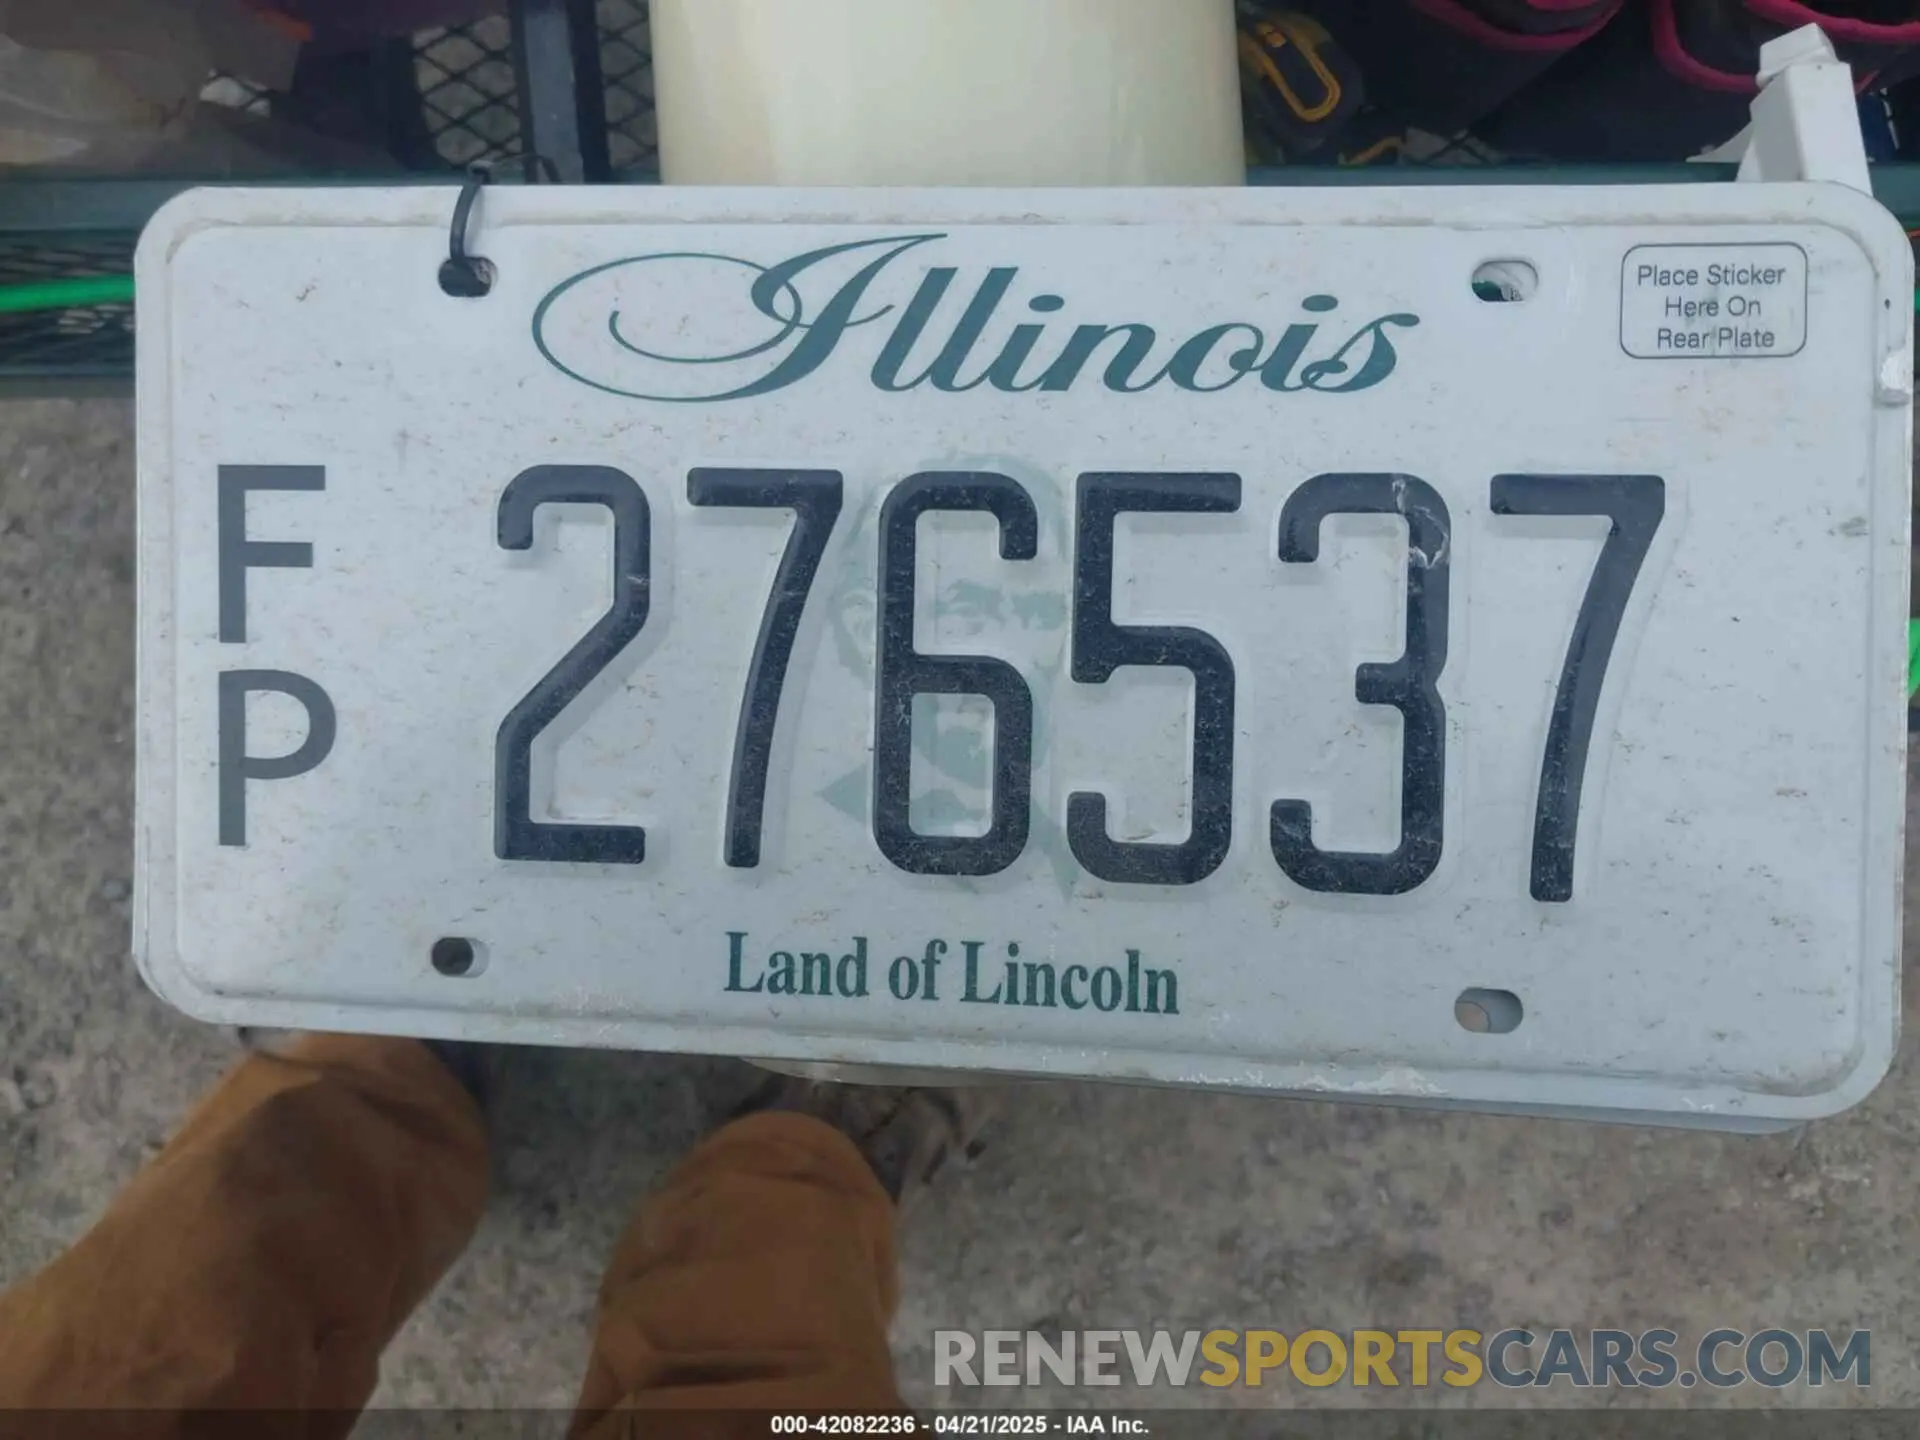 Illinois
Place Sticker
Here On
Rear Plate
FP 276537
Land of Lincoln
RENEWSPORTSCARS.COM
000-42082236 - 04/21/2025 - IAA Inc.